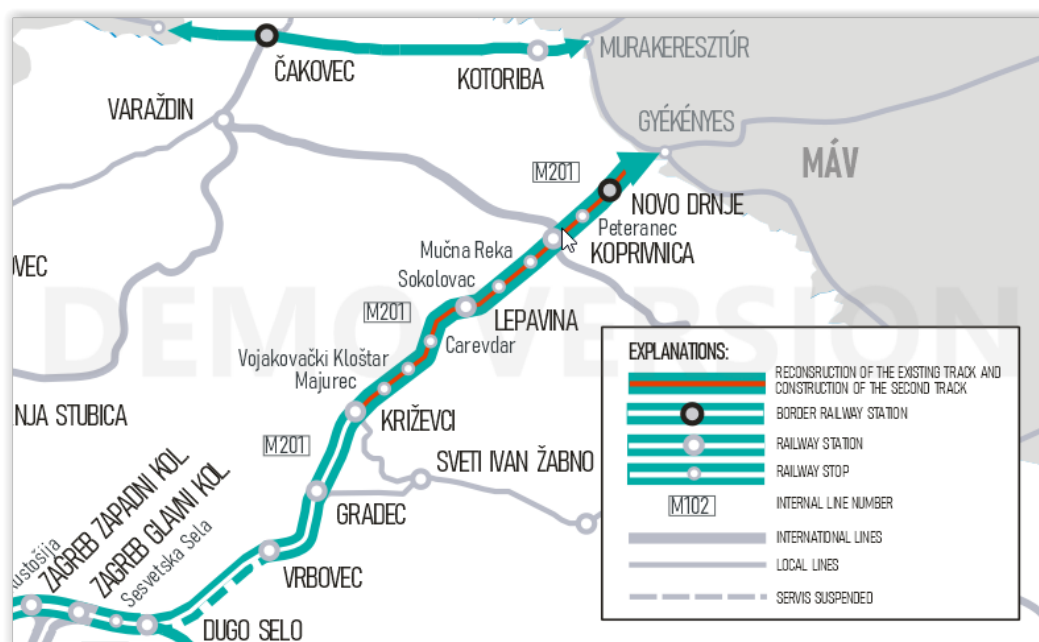 MURAKERESZTÚR
ČAKOVEC
KOTORIBA
VARAŽDIN
GYÉKÉNYES
MÁV
M201
NOVO DRNJE
Peteranec
Mučna Reka
KOPRIVNICA
OVEC
Sokolovac
DEMO VERSION
M201
LEPAVINA
Carevdar
Vojakovački Kloštar
Majurec
NJA STUBICA
KRIŽEVCI
M201
SVETI IVAN ŽABNO
GRADEC
ZAGREB ZAPADNI KOL.
ZAGREB GLAVNI KOL.
Sesvetska Sela
ustošija
VRBOVEC
DUGO SELO
EXPLANATIONS:
RECONSRUCTION OF THE EXISTING TRACK AND
CONSTRUCTION OF THE SECOND TRACK
BORDER RAILWAY STATION
RAILWAY STATION
RAILWAY STOP
M102 INTERNAL LINE NUMBER
INTERNATIONAL LINES
LOCAL LINES
SERVIS SUSPENDED